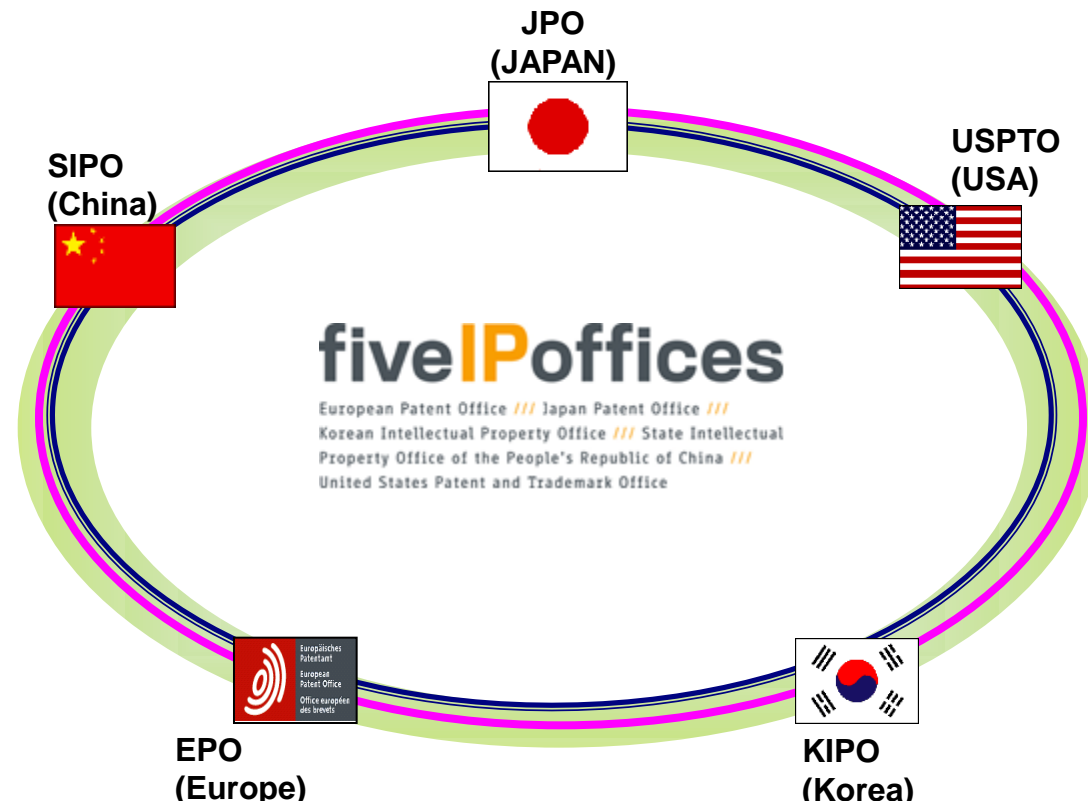 JPO
(JAPAN)
USPTO
(USA)
SIPO
(China)
fiveIPoffices
European Patent Office /// Japan Patent Office ///
Korean Intellectual Property Office /// State Intellectual
Property Office of the People's Republic of China ///
United States Patent and Trademark Office
Europäisches
Patentamt
European
Patent Office
Office européen
des brevets
EPO
(Europe)
KIPO
(Korea)